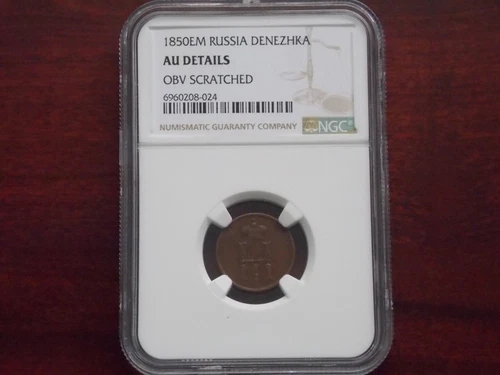 1850EM RUSSIA DENEZHKA
AU DETAILS
OBV SCRATCHED
6960208-024
NUMISMATIC GUARANTY COMPANY NGC®